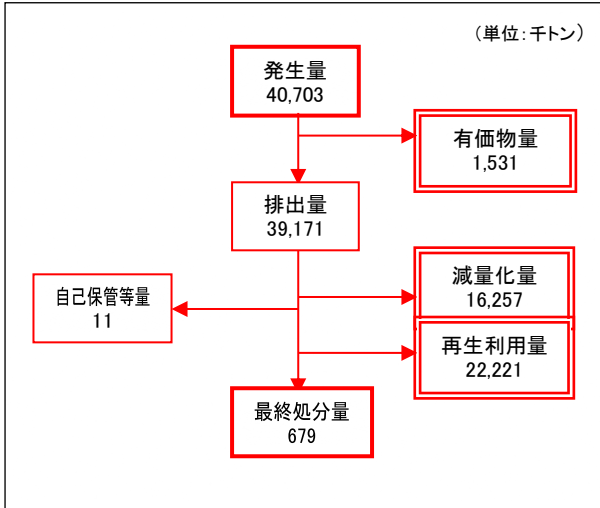 (単位:千トン)
発生量
40,703
有価物量
1,531
排出量
39,171
減量化量
16,257
自己保管等量
11
再生利用量
22,221
最終処分量
679